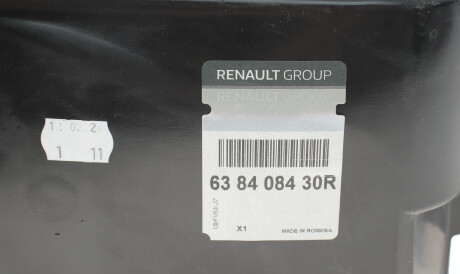 RENAULT GROUP
RENAULT GROUP
63 84 084 30R
X1
MADE IN ROMANIA
1 11